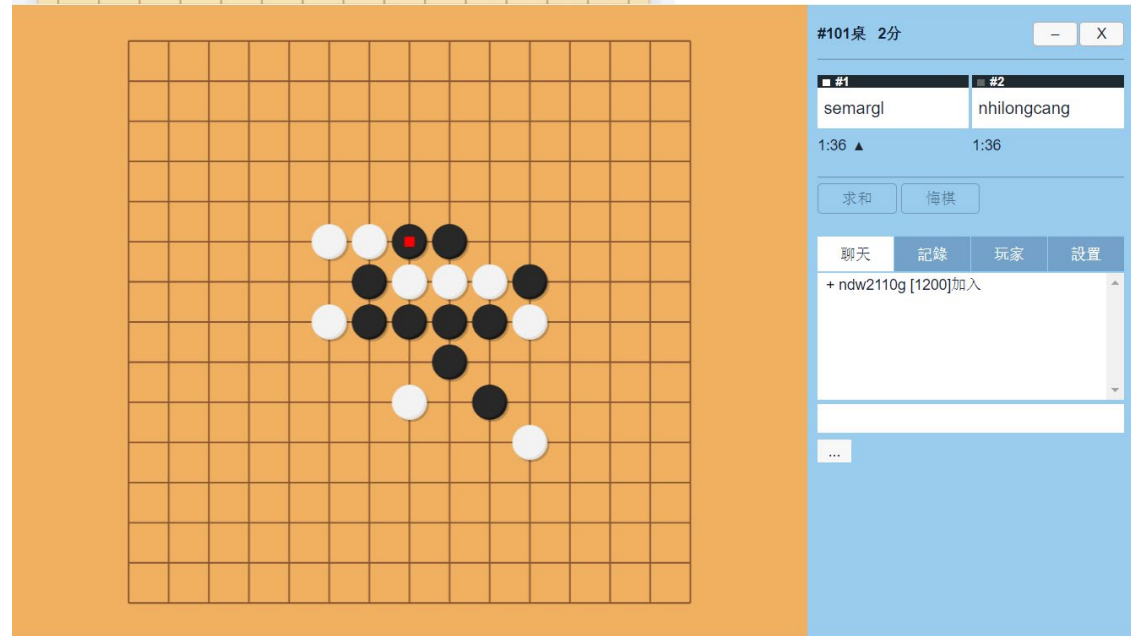 #101桌 2分
– X
#1
#2
semargl
nhilongcang
1:36 ▲
1:36
求和
悔棋
聊天
記錄
玩家
設置
+ ndw2110g [1200]加入
...